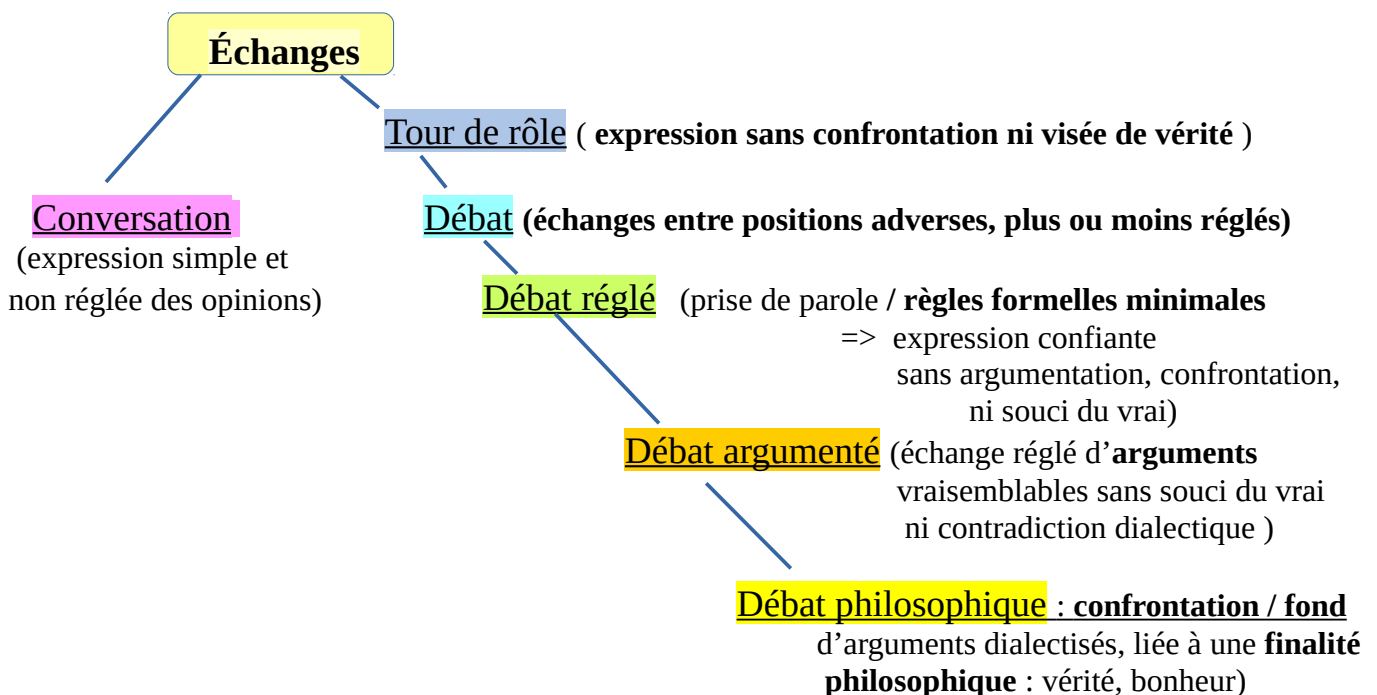 Échanges
Tour de rôle ( expression sans confrontation ni visée de vérité )
Conversation
(expression simple et
non réglée des opinions)
Débat (échanges entre positions adverses, plus ou moins réglés)
Débat réglé (prise de parole / règles formelles minimales
=> expression confiante
sans argumentation, confrontation,
ni souci du vrai)
Débat argumenté (échange réglé d’arguments
vraisemblables sans souci du vrai
ni contradiction dialectique )
Débat philosophique : confrontation / fond
d’arguments dialectisés, liée à une finalité
philosophique : vérité, bonheur)